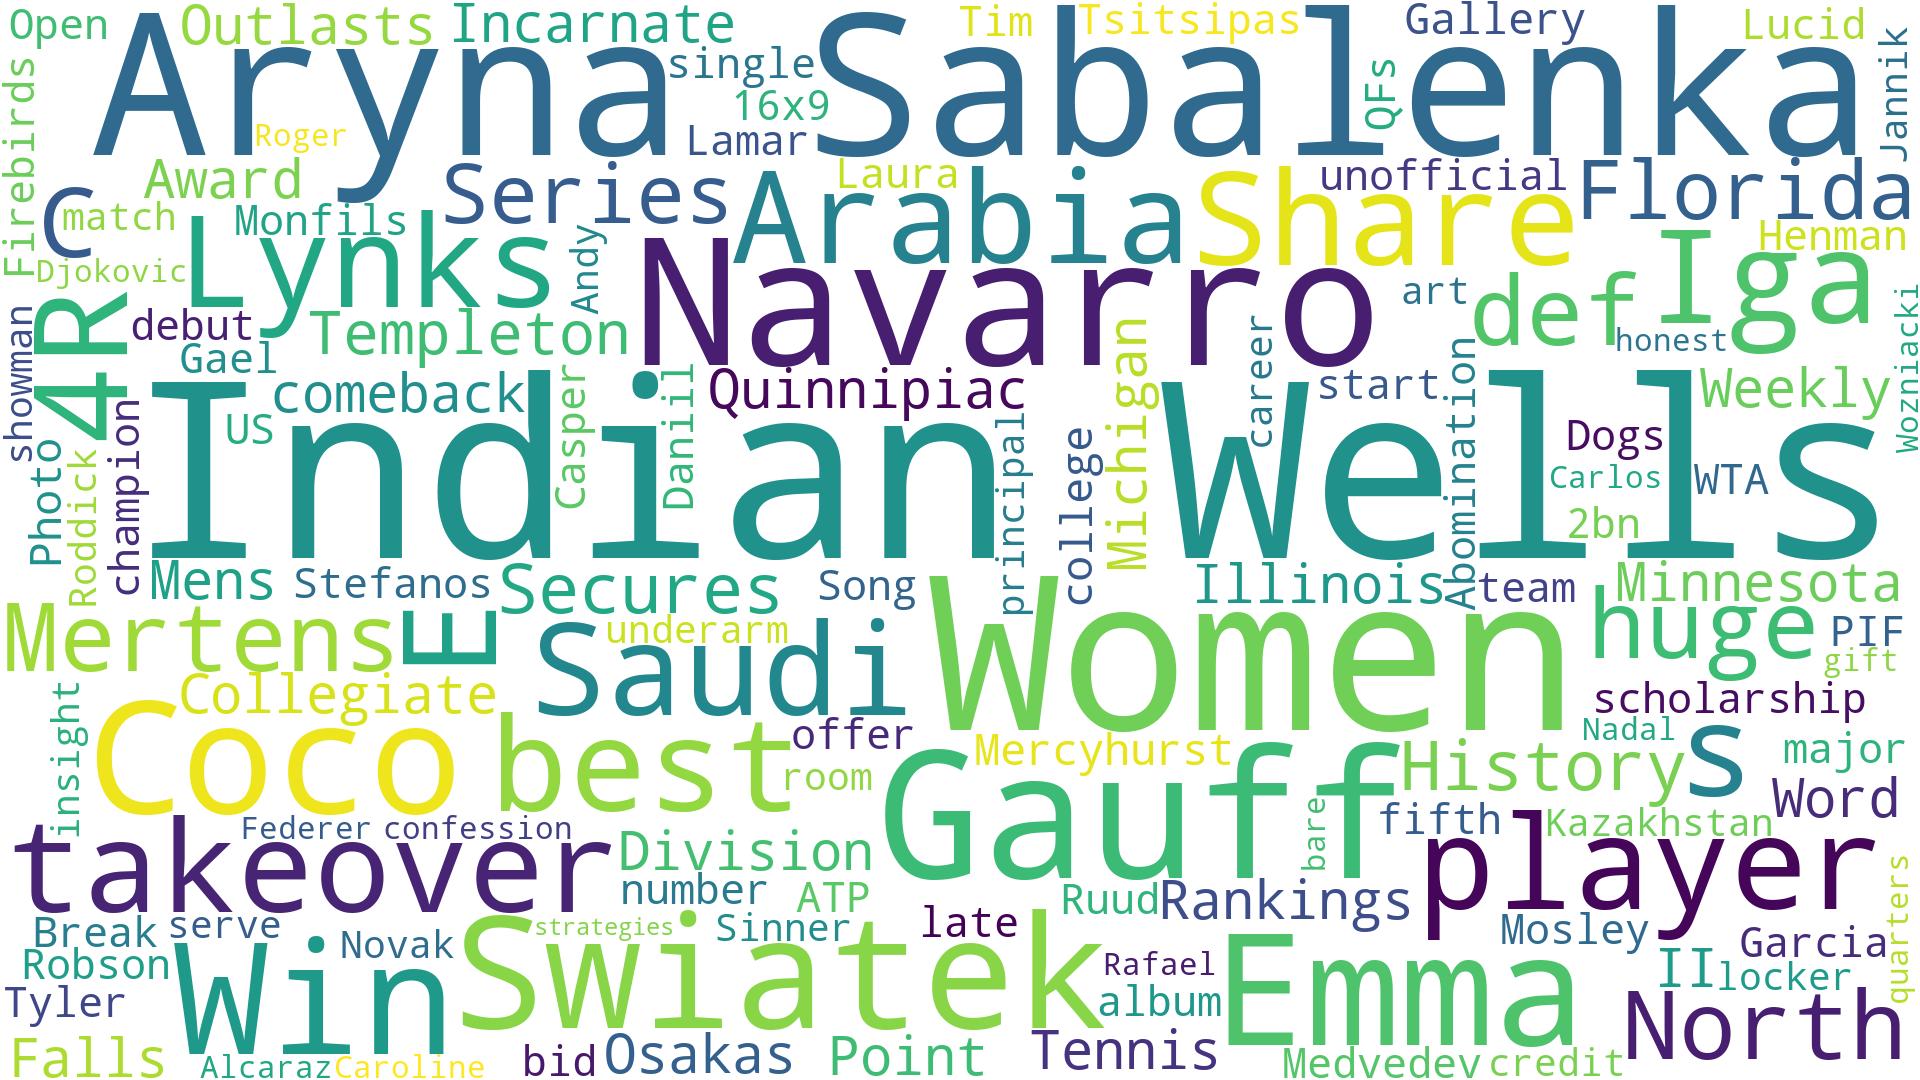 Open
Outlasts
Incarnate
Tim
Tsitsipas
Gallery
Lucid
Aryna
Sabalenka
single
16x9
QFs
Jannik
Firebirds
Roger
Lamar
Award
C
match
Series
Laura
Arabia
Share
unofficial
Florida
Monfils
Lynks
Djokovic
Andy
Navarro
Henman
Iga
def
art
honest
4R
debut
Templeton
showman
Gael
comeback
US
Casper
Daniil
Quinnipiac
Michigan
career
start
Weekly
Wozniacki
Indian
Wells
Photo
Roddick
champion
principal
college
Abomination
Dogs
Carlos
WTA
2bn
Mens
Stefanos
Secures
Song
Illinois
team
Minnesota
Mertens
E
underarm
Saudi
Women
huge
PIF
gift
Collegiate
scholarship
insight
Coco
best
offer
room
Mercyhurst
Gauff
Nadal
History
s
major
Word
takeover
Federer
confession
Division
bare
fifth
Kazakhstan
player
number
ATP
Ruud
Rankings
quarters
Break
serve
strategies
Sinner
late
Mosley
Garcia
Robson
Novak
Swiatek
Rafael
Emma
II
locker
Tyler
Win
album
North
Falls
Alcaraz
Caroline
bid
Osakas
Point
Tennis
Medvedev
credit